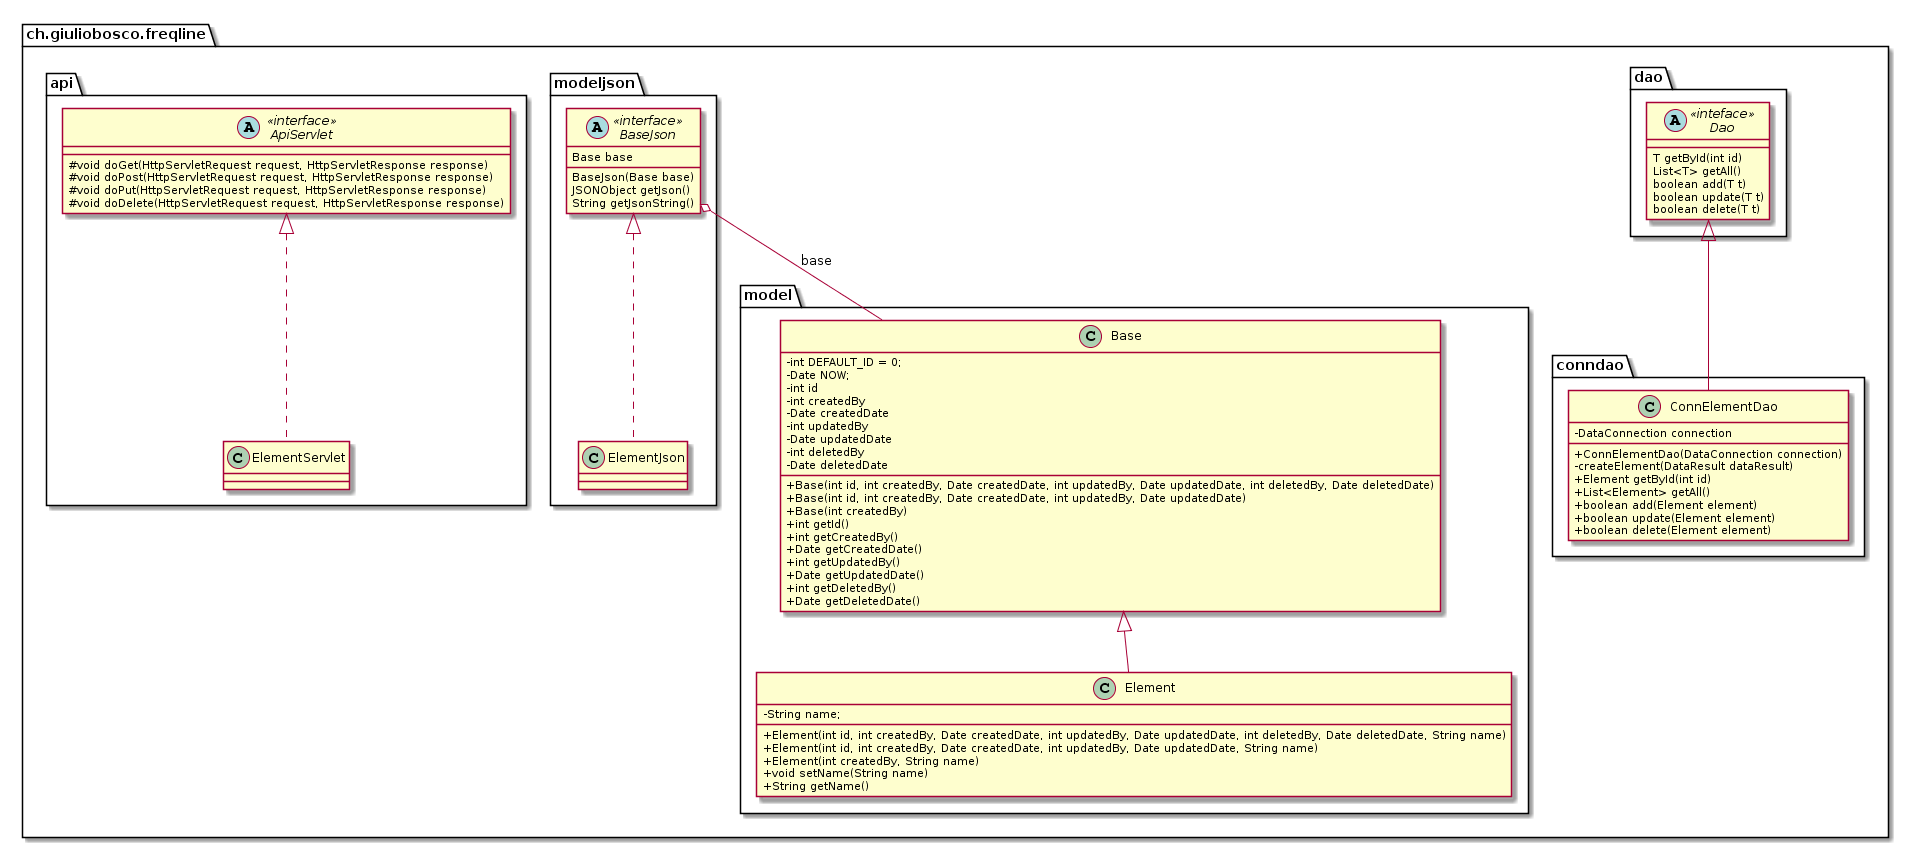 ch.giuliobosco.freqline
api
A «interface»
ApiServlet
#void doGet(HttpServletRequest request, HttpServletResponse response)
#void doPost(HttpServletRequest request, HttpServletResponse response)
#void doPut(HttpServletRequest request, HttpServletResponse response)
#void doDelete(HttpServletRequest request, HttpServletResponse response)
C ElementServlet
modeljson
A «interface»
BaseJson
Base base
BaseJson(Base base)
JSONObject getJson()
String getJsonString()
base
C ElementJson
model
C Base
-int DEFAULT_ID = 0;
-Date NOW;
-int id
-int createdBy
-Date createdDate
-int updatedBy
-Date updatedDate
-int deletedBy
-Date deletedDate
+Base(int id, int createdBy, Date createdDate, int updatedBy, Date updatedDate, int deletedBy, Date deletedDate)
+Base(int id, int createdBy, Date createdDate, int updatedBy, Date updatedDate)
+Base(int createdBy)
+int getId()
+int getCreatedBy()
+Date getCreatedDate()
+int getUpdatedBy()
+Date getUpdatedDate()
+int getDeletedBy()
+Date getDeletedDate()
C Element
-String name;
+Element(int id, int createdBy, Date createdDate, int updatedBy, Date updatedDate, int deletedBy, Date deletedDate, String name)
+Element(int id, int createdBy, Date createdDate, int updatedBy, Date updatedDate, String name)
+Element(int createdBy, String name)
+void setName(String name)
+String getName()
dao
A «inteface»
Dao
T getById(int id)
List<T> getAll()
boolean add(T t)
boolean update(T t)
boolean delete(T t)
conndao
C ConnElementDao
-DataConnection connection
+ConnElementDao(DataConnection connection)
-createElement(DataResult dataResult)
+Element getById(int id)
+List<Element> getAll()
+boolean add(Element element)
+boolean update(Element element)
+boolean delete(Element element)